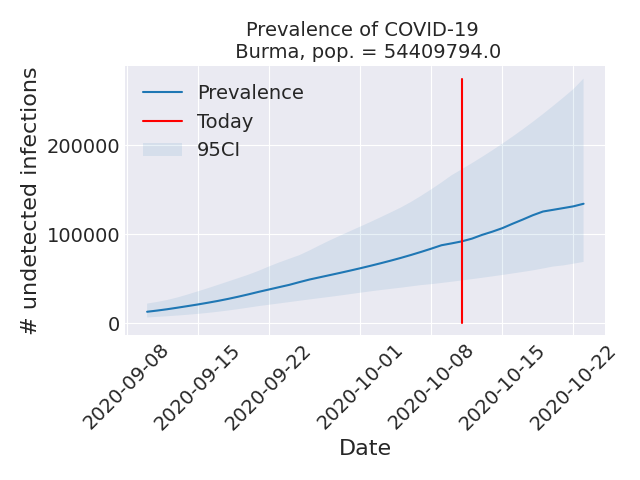 Prevalence of COVID-19
Burma, pop. = 54409794.0
# undetected infections
200000
100000
0
Prevalence
Today
95CI
2020-09-08
2020-09-15
2020-09-22
2020-10-01
2020-10-08
2020-10-15
2020-10-22
Date